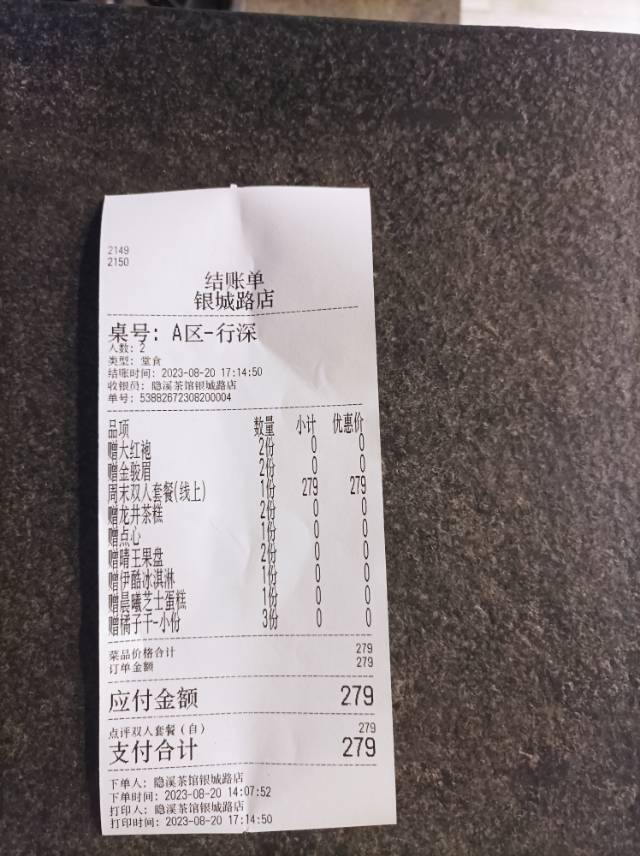 2149
2150
结账单
银城路店
桌号: A区-行深
人数: 2
类型: 堂食
结账时间: 2023-08-20 17:14:50
收银员: 隐溪茶馆银城路店
单号: 53882672308200004
品项 数量 小计 优惠价
赠大红袍 2份 0 0
赠金骏眉 2份 0 0
周末双人套餐(线上) 1份 279 279
赠龙井茶糕 2份 0 0
赠点心 1份 0 0
赠晴王果盘 2份 0 0
赠伊酷冰淇淋 1份 0 0
赠晨曦芝士蛋糕 1份 0 0
赠橘子干-小份 3份 0 0
菜品价格合计 279
订单金额 279
应付金额 279
点评双人套餐(自) 279
支付合计 279
下单人: 隐溪茶馆银城路店
下单时间: 2023-08-20 14:07:52
打印人: 隐溪茶馆银城路店
打印时间: 2023-08-20 17:14:50